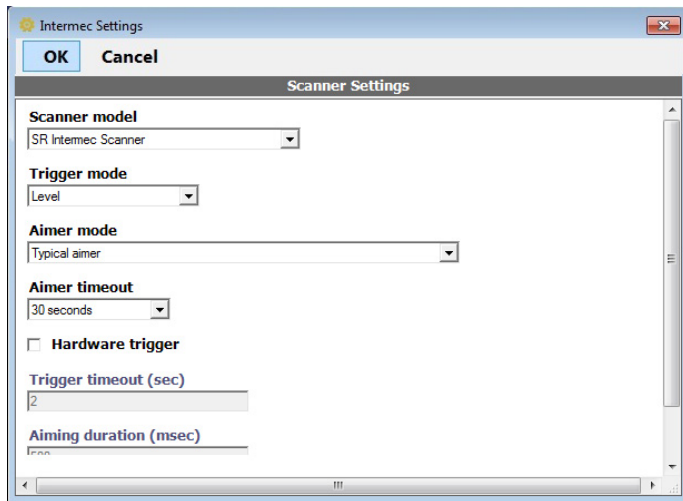 Intermec Settings
OK Cancel
Scanner Settings
Scanner model
SR Intermec Scanner
Trigger mode
Level
Aimer mode
Typical aimer
Aimer timeout
30 seconds
Hardware trigger
Trigger timeout (sec)
2
Aiming duration (msec)